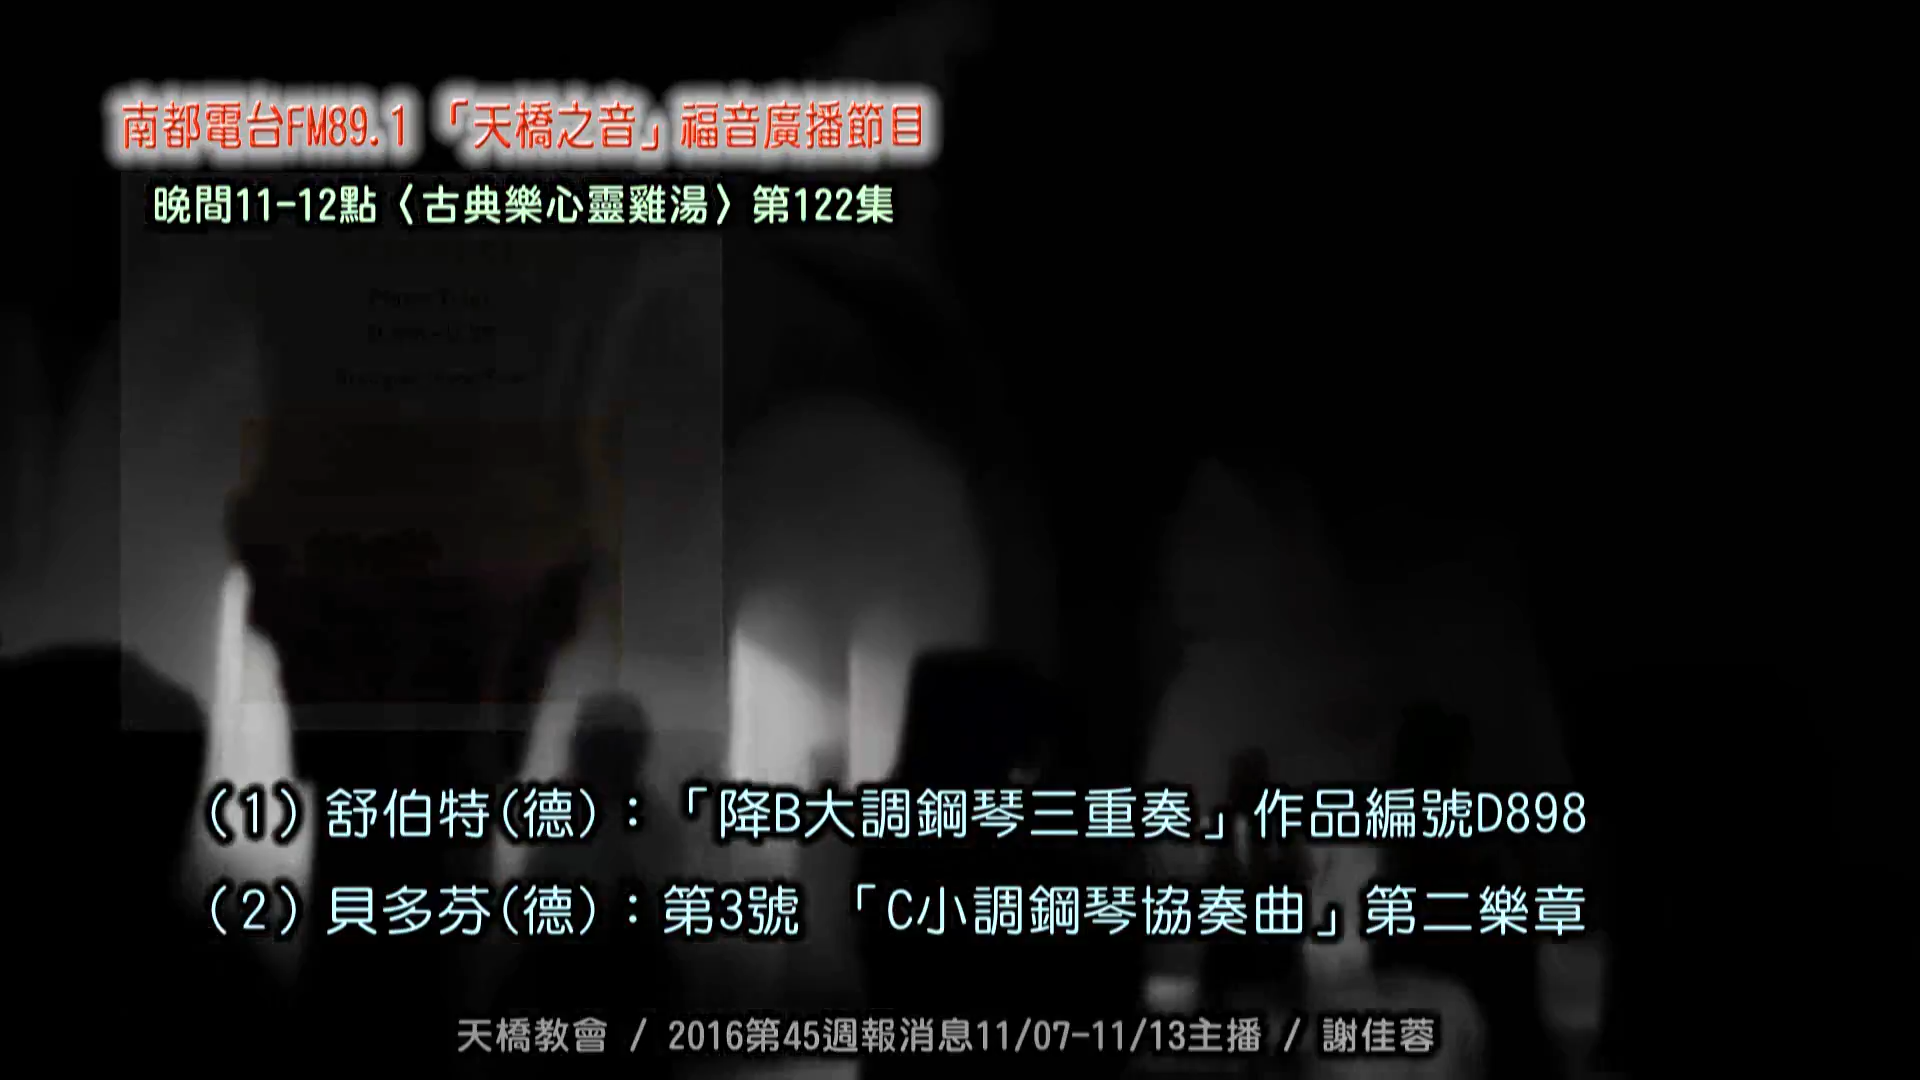 南都電台FM89.1「天橋之音」福音廣播節目
晚間11-12點〈古典樂心靈雞湯〉第122集
(1) 舒伯特(德)：「降B大調鋼琴三重奏」作品編號D898
(2) 貝多芬(德)：第3號 「C小調鋼琴協奏曲」第二樂章
天橋教會 / 2016第45週報消息11/07-11/13主播 / 謝佳蓉